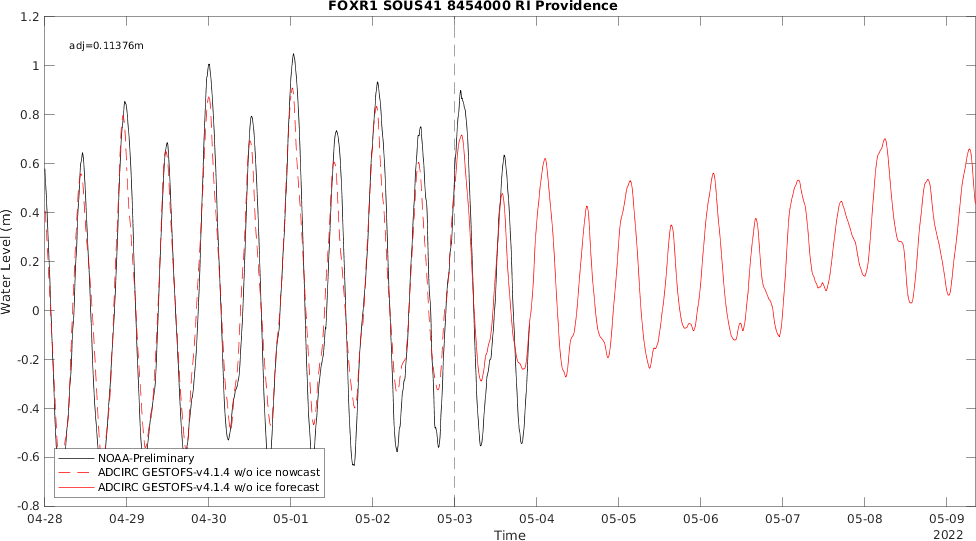 FOXR1 SOUS41 8454000 RI Providence
adj=0.11376m
Water Level (m)
1.2
1
0.8
0.6
0.4
0.2
0
-0.2
-0.4
-0.6
-0.8
NOAA-Preliminary
ADCIRC GESTOFS-v4.1.4 w/o ice nowcast
ADCIRC GESTOFS-v4.1.4 w/o ice forecast
04-28 04-29 04-30 05-01 05-02 05-03 05-04 05-05 05-06 05-07 05-08 05-09
2022
Time